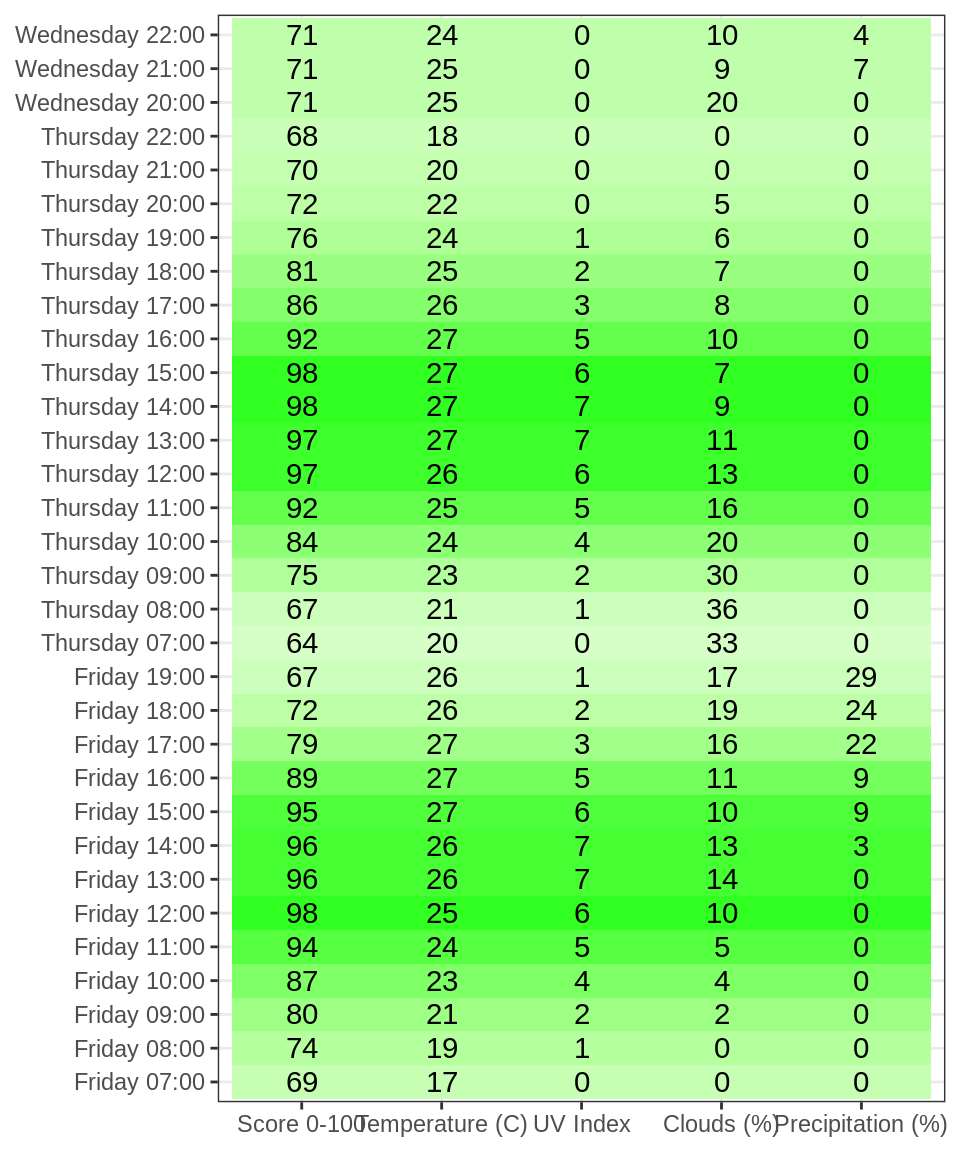 Wednesday 22:00 71 24 0 10 4
Wednesday 21:00 71 25 0 9 7
Wednesday 20:00 71 25 0 20 0
Thursday 22:00 68 18 0 0 0
Thursday 21:00 70 20 0 0 0
Thursday 20:00 72 22 0 5 0
Thursday 19:00 76 24 1 6 0
Thursday 18:00 81 25 2 7 0
Thursday 17:00 86 26 3 8 0
Thursday 16:00 92 27 5 10 0
Thursday 15:00 98 27 6 7 0
Thursday 14:00 98 27 7 9 0
Thursday 13:00 97 27 7 11 0
Thursday 12:00 97 26 6 13 0
Thursday 11:00 92 25 5 16 0
Thursday 10:00 84 24 4 20 0
Thursday 09:00 75 23 2 30 0
Thursday 08:00 67 21 1 36 0
Thursday 07:00 64 20 0 33 0
Friday 19:00 67 26 1 17 29
Friday 18:00 72 26 2 19 24
Friday 17:00 79 27 3 16 22
Friday 16:00 89 27 5 11 9
Friday 15:00 95 27 6 10 9
Friday 14:00 96 26 7 13 3
Friday 13:00 96 26 7 14 0
Friday 12:00 98 25 6 10 0
Friday 11:00 94 24 5 5 0
Friday 10:00 87 23 4 4 0
Friday 09:00 80 21 2 2 0
Friday 08:00 74 19 1 0 0
Friday 07:00 69 17 0 0 0
Score 0-100 Temperature (C) UV Index Clouds (%) Precipitation (%)